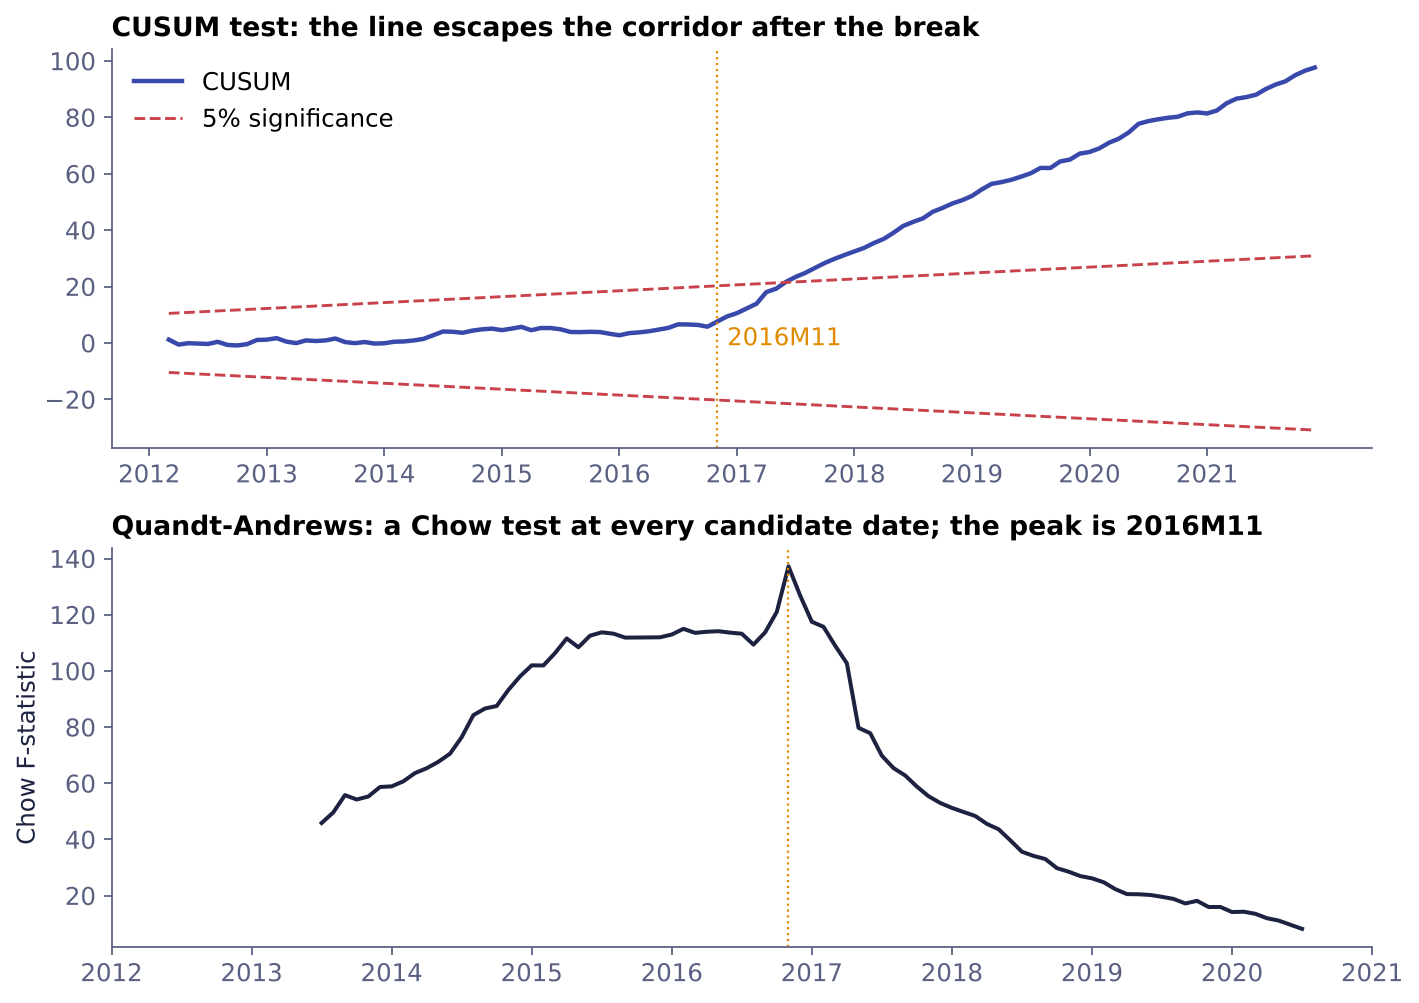 CUSUM test: the line escapes the corridor after the break
100
80
60
40
20
0
−20
CUSUM
5% significance
2016M11
2012 2013 2014 2015 2016 2017 2018 2019 2020 2021
Quandt-Andrews: a Chow test at every candidate date; the peak is 2016M11
Chow F-statistic
140
120
100
80
60
40
20
2012 2013 2014 2015 2016 2017 2018 2019 2020 2021